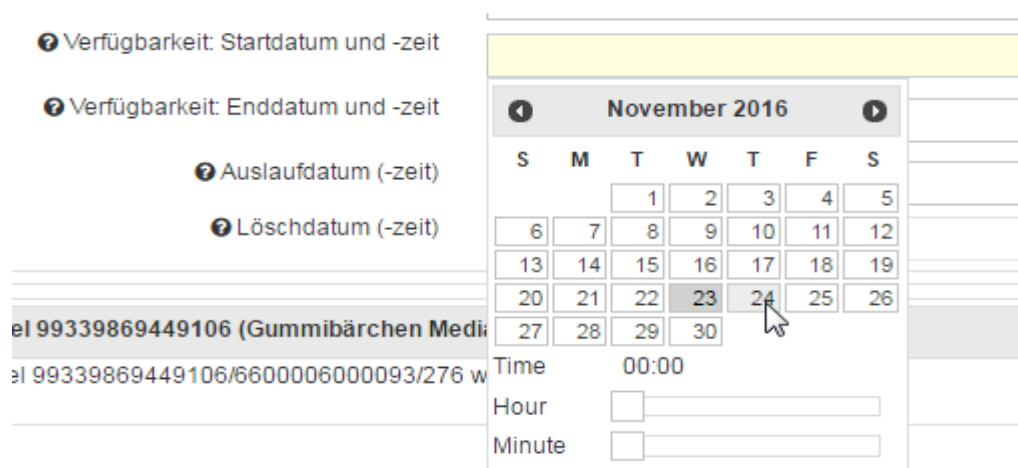 Verfügbarkeit: Startdatum und -zeit
Verfügbarkeit: Enddatum und -zeit
Auslaufdatum (-zeit)
Löschdatum (-zeit)
November 2016
S M T W T F S
1 2 3 4 5
6 7 8 9 10 11 12
13 14 15 16 17 18 19
20 21 22 23 24 25 26
27 28 29 30
Time 00:00
Hour
Minute
el 99339869449106 (Gummibärchen Medi
el 99339869449106/6600006000093/276 w